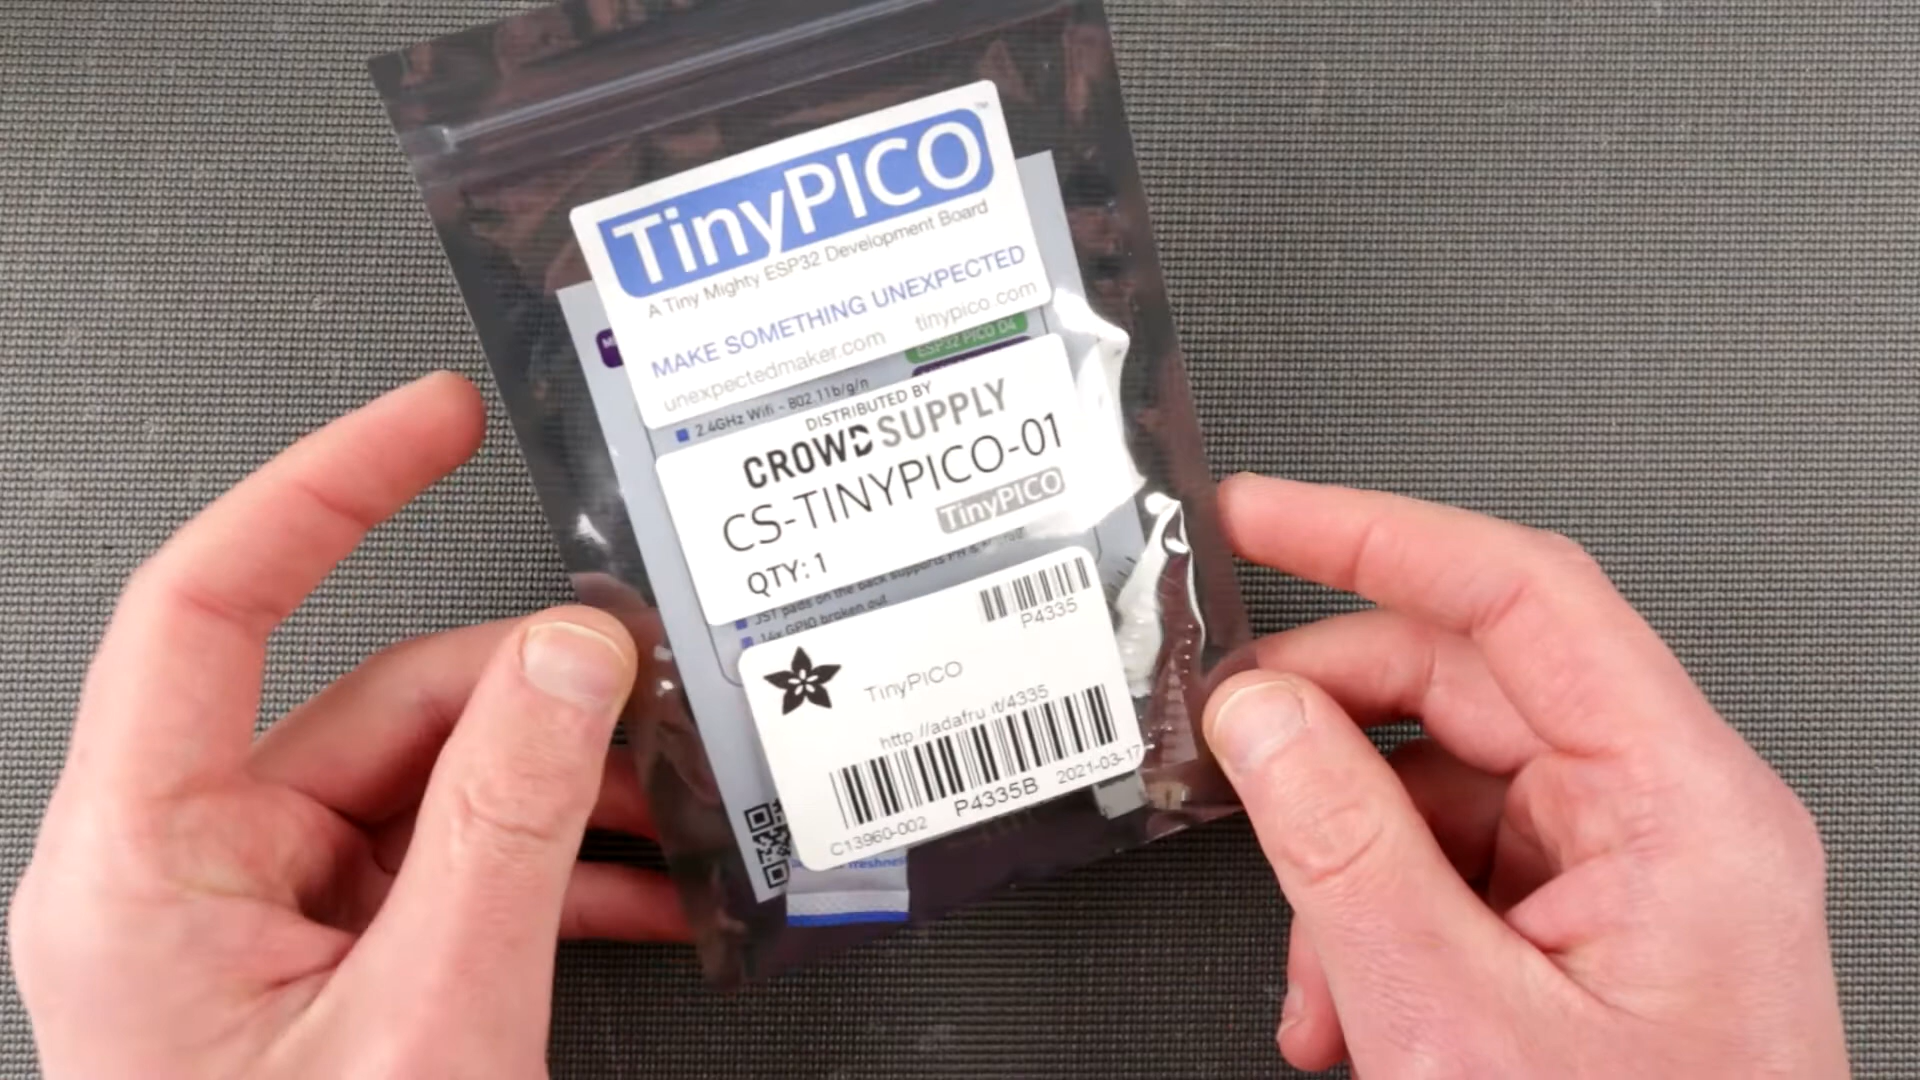 TinyPICO™
A Tiny Mighty ESP32 Development Board
MAKE SOMETHING UNEXPECTED
unexpectedmaker.com tinypico.com
ESP32 PICO D4
2.4GHz Wifi - 802.11b/g/n
DISTRIBUTED BY
CROWD SUPPLY
CS-TINYPICO-01
TinyPICO
QTY: 1
JST pads on the back supports
14x GPIO broken out
P4335
TinyPICO
http //adafru it/4335
P4335B 2021-03-17
C13960-002
freshness